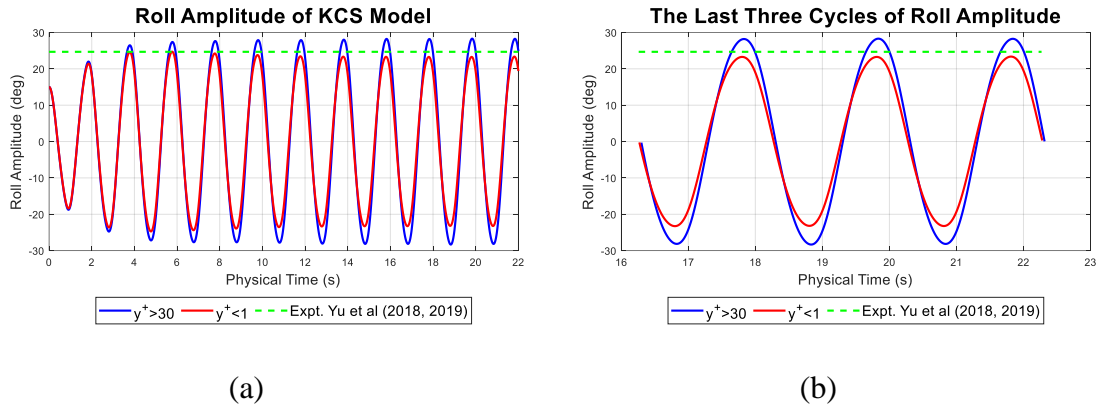 Roll Amplitude of KCS Model
Roll Amplitude (deg)
30
20
10
0
-10
-20
-30
0 2 4 6 8 10 12 14 16 18 20 22
Physical Time (s)
y+>30 y+<1 Expt. Yu et al (2018, 2019)
(a)
The Last Three Cycles of Roll Amplitude
Roll Amplitude (deg)
30
20
10
0
-10
-20
-30
16 17 18 19 20 21 22 23
Physical Time (s)
y+>30 y+<1 Expt. Yu et al (2018, 2019)
(b)